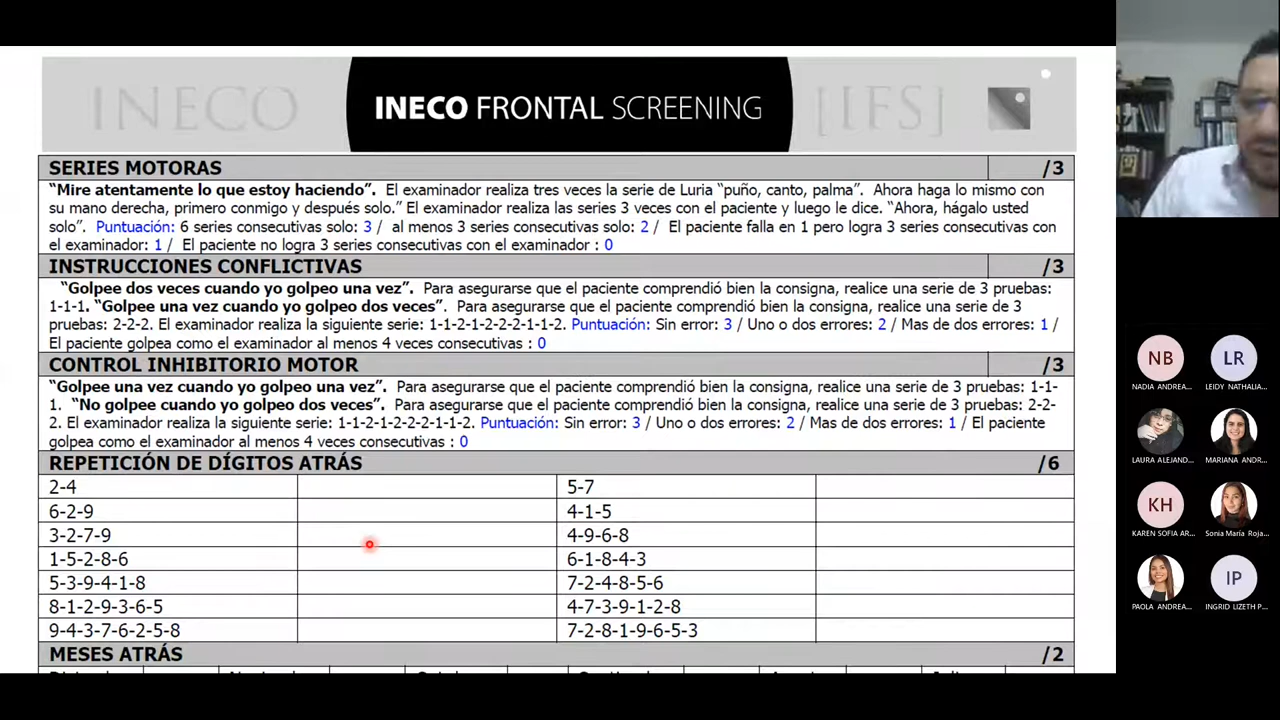 INECO
INECO FRONTAL SCREENING
[IFS]
SERIES MOTORAS /3
“Mire atentamente lo que estoy haciendo”. El examinador realiza tres veces la serie de Luria “puño, canto, palma”. Ahora haga lo mismo con
su mano derecha, primero conmigo y después solo.” El examinador realiza las series 3 veces con el paciente y luego le dice. “Ahora, hágalo usted
solo”. Puntuación: 6 series consecutivas solo: 3 / al menos 3 series consecutivas solo: 2 / El paciente falla en 1 pero logra 3 series consecutivas con
el examinador: 1 / El paciente no logra 3 series consecutivas con el examinador : 0
INSTRUCCIONES CONFLICTIVAS /3
“Golpee dos veces cuando yo golpeo una vez”. Para asegurarse que el paciente comprendió bien la consigna, realice una serie de 3 pruebas:
1-1-1. “Golpee una vez cuando yo golpeo dos veces”. Para asegurarse que el paciente comprendió bien la consigna, realice una serie de 3
pruebas: 2-2-2. El examinador realiza la siguiente serie: 1-1-2-1-2-2-2-1-1-2. Puntuación: Sin error: 3 / Uno o dos errores: 2 / Mas de dos errores: 1 /
El paciente golpea como el examinador al menos 4 veces consecutivas : 0
CONTROL INHIBITORIO MOTOR /3
“Golpee una vez cuando yo golpeo una vez”. Para asegurarse que el paciente comprendió bien la consigna, realice una serie de 3 pruebas: 1-1-
1. “No golpee cuando yo golpeo dos veces”. Para asegurarse que el paciente comprendió bien la consigna, realice una serie de 3 pruebas: 2-2-
2. El examinador realiza la siguiente serie: 1-1-2-1-2-2-2-1-1-2. Puntuación: Sin error: 3 / Uno o dos errores: 2 / Mas de dos errores: 1 / El paciente
golpea como el examinador al menos 4 veces consecutivas : 0
REPETICIÓN DE DÍGITOS ATRÁS /6
2-4 5-7
6-2-9 4-1-5
3-2-7-9 4-9-6-8
1-5-2-8-6 6-1-8-4-3
5-3-9-4-1-8 7-2-4-8-5-6
8-1-2-9-3-6-5 4-7-3-9-1-2-8
9-4-3-7-6-2-5-8 7-2-8-1-9-6-5-3
MESES ATRÁS /2
NB LR
NADIA ANDREA... LEIDY NATHALIA...
LAURA ALEJAND... MARIANA ANDR...
KH
KAREN SOFIA AR... Sonia María Roja...
IP
PAOLA ANDREA... INGRID LIZETH P...